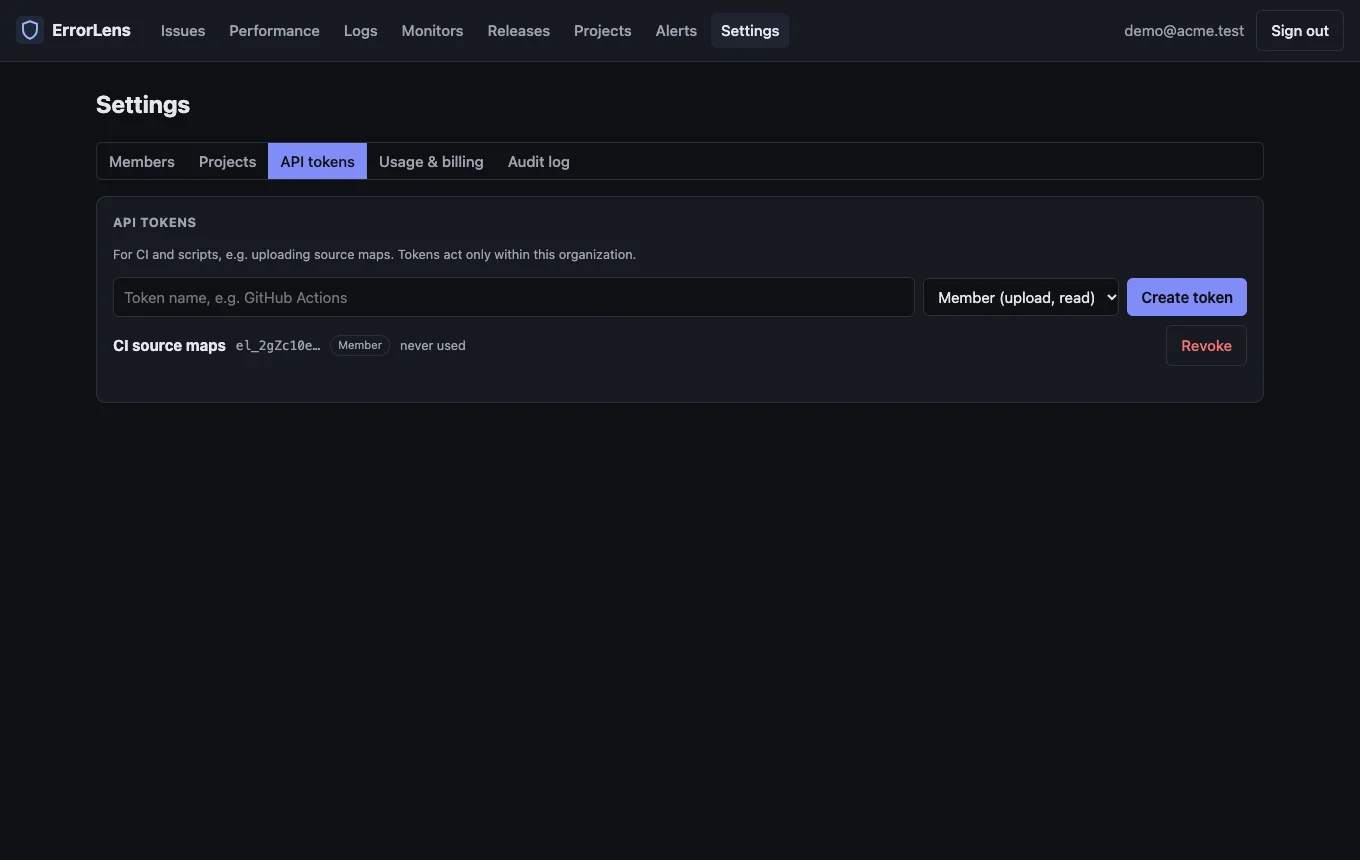 ErrorLens Issues Performance Logs Monitors Releases Projects Alerts Settings demo@acme.test Sign out
Settings
Members Projects API tokens Usage & billing Audit log
API TOKENS
For CI and scripts, e.g. uploading source maps. Tokens act only within this organization.
Token name, e.g. GitHub Actions Member (upload, read) Create token
CI source maps el_2gZc10e… Member never used Revoke